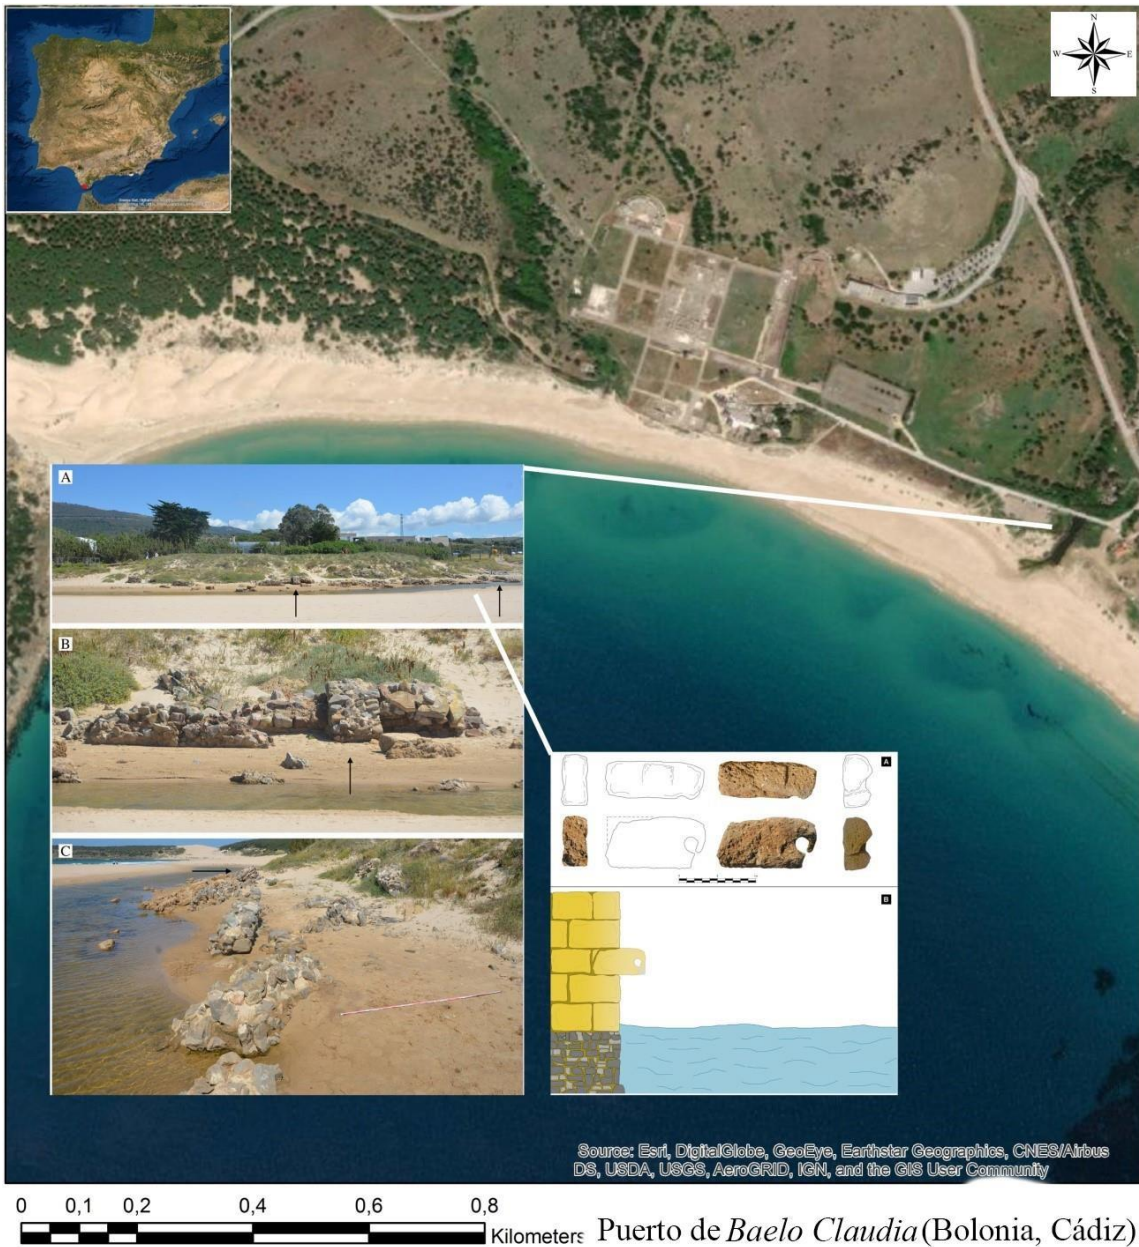 N
W E
S
A
B
C
A
B
Source: Esri, DigitalGlobe, GeoEye, Earthstar Geographics, CNES/Airbus
DS, USDA, USGS, AeroGRID, IGN, and the GIS User Community
0 0,1 0,2 0,4 0,6 0,8
Kilometers
Puerto de Baelo Claudia (Bolonia, Cádiz)